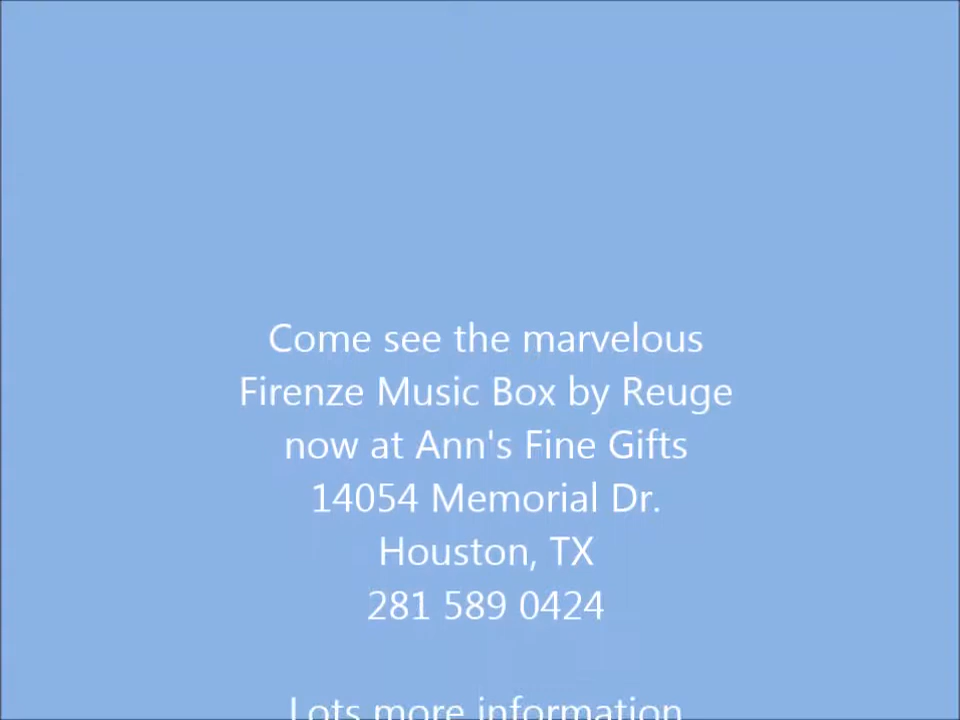 Come see the marvelous
Firenze Music Box by Reuge
now at Ann's Fine Gifts
14054 Memorial Dr.
Houston, TX
281 589 0424
Lots more information